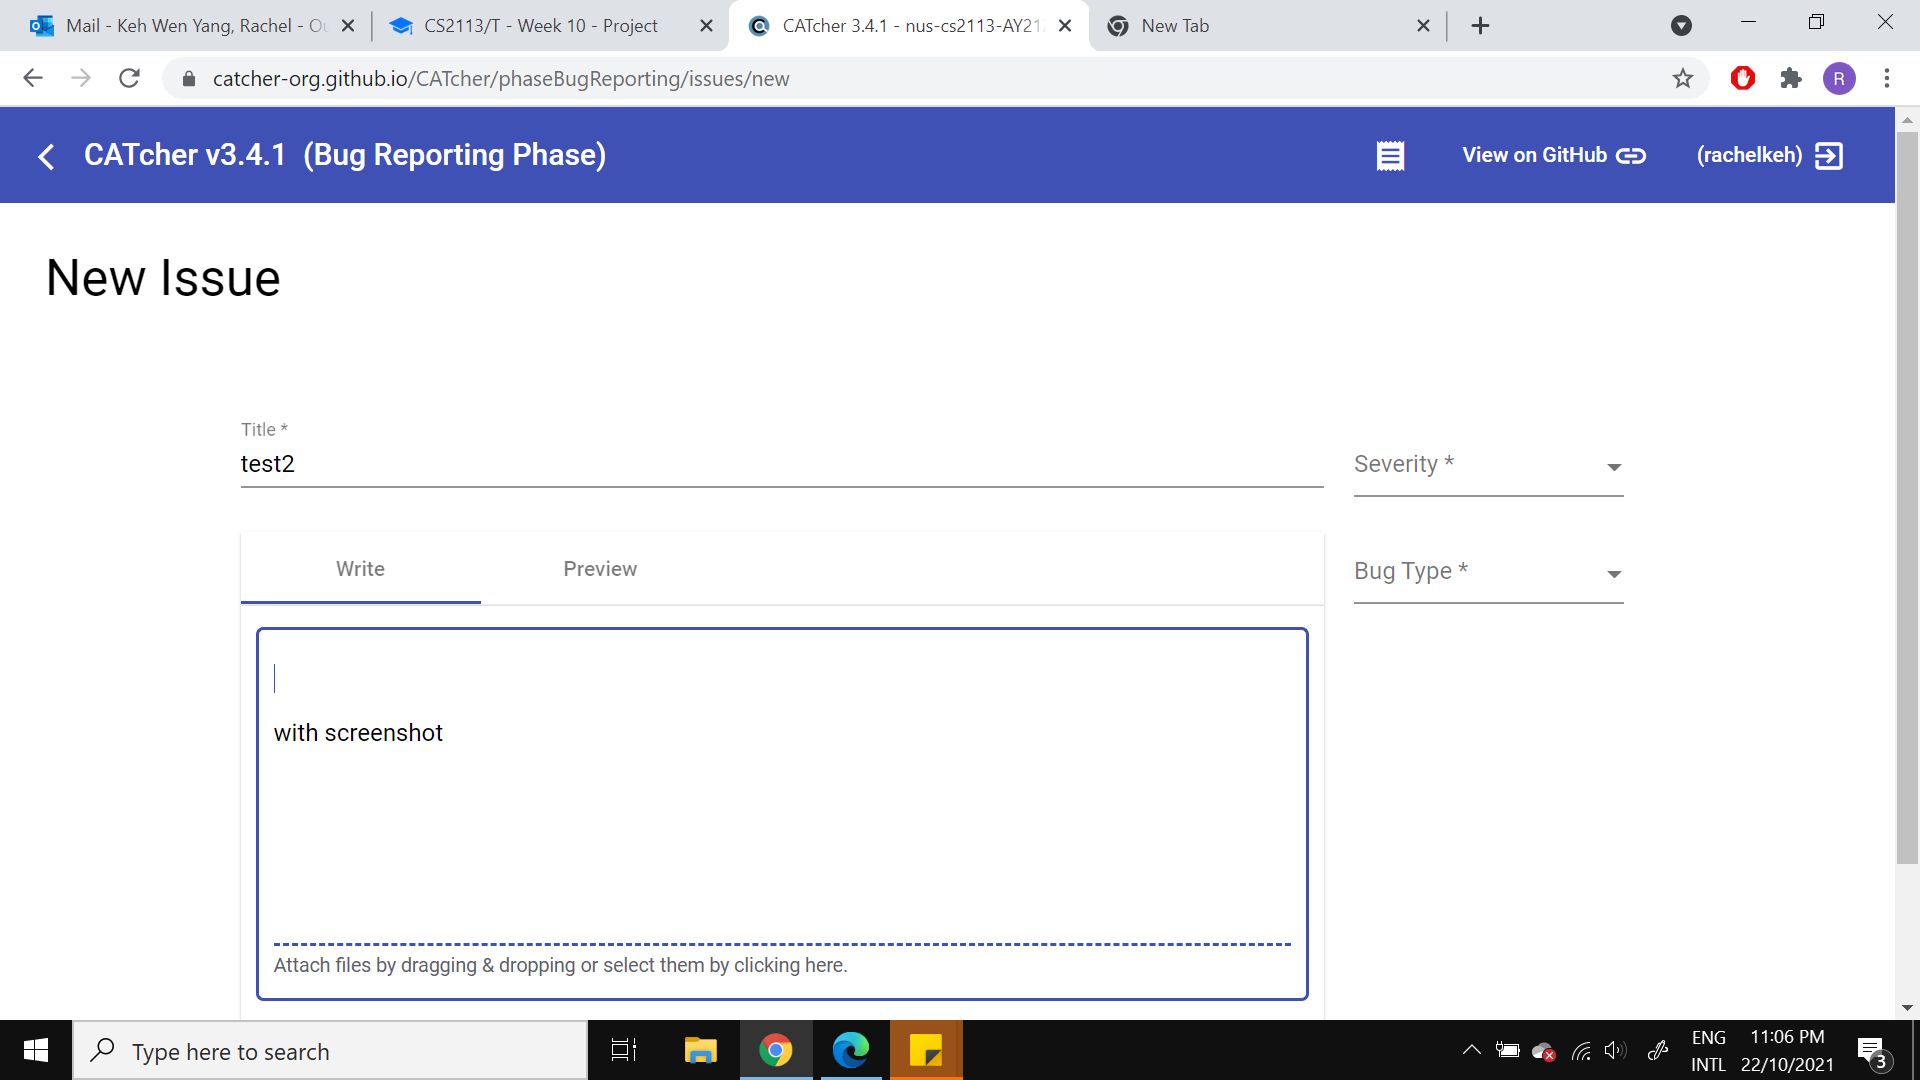 Mail - Keh Wen Yang, Rachel - Ou
CS2113/T - Week 10 - Project
CATcher 3.4.1 - nus-cs2113-AY21
New Tab
catcher-org.github.io/CATcher/phaseBugReporting/issues/new
R
CATcher v3.4.1 (Bug Reporting Phase)
View on GitHub
(rachelkeh)
New Issue
Title *
test2
Severity *
Write
Preview
Bug Type *
with screenshot
Attach files by dragging & dropping or select them by clicking here.
Type here to search
ENG
INTL
11:06 PM
22/10/2021
3